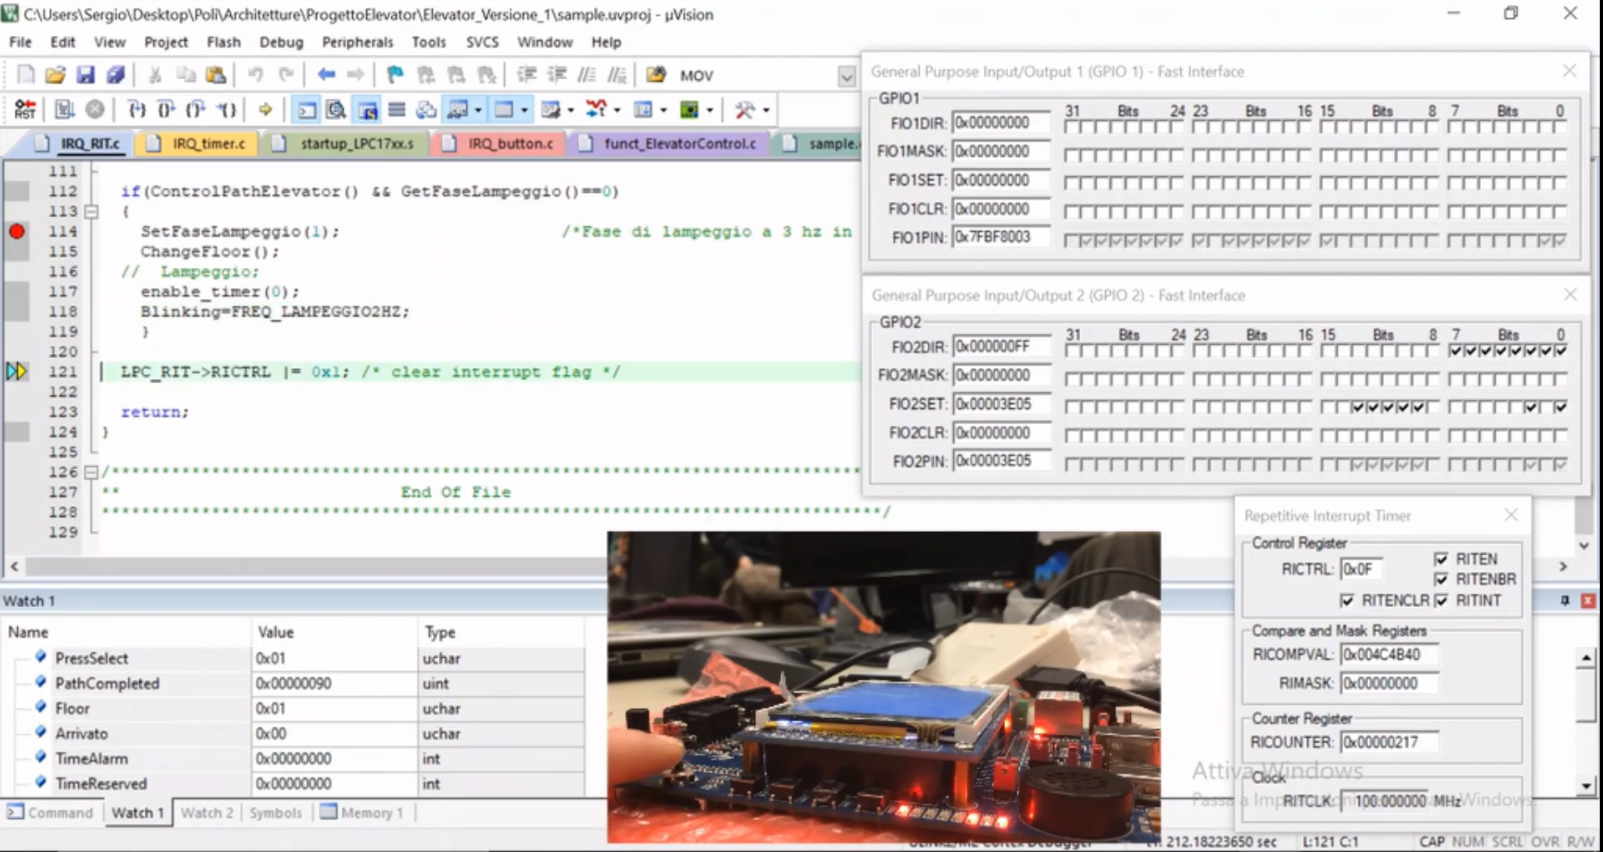 C:\Users\Sergio\Desktop\Poli\Architetture\ProgettoElevator\Elevator_Versione_1\sample.uvproj - µVision
File Edit View Project Flash Debug Peripherals Tools SVCS Window Help
MOV
RST
IRQ_RIT.c IRQ_timer.c startup_LPC17xx.s IRQ_button.c funct_ElevatorControl.c sample.
111
112 if(ControlPathElevator() && GetFaseLampeggio()==0)
113 {
114 SetFaseLampeggio(1); /*Fase di lampeggio a 3 hz in
115 ChangeFloor();
116 // Lampeggio;
117 enable_timer(0);
118 Blinking=FREQ_LAMPEGGIO2HZ;
119 }
120
121 LPC_RIT->RICTRL |= 0x1; /* clear interrupt flag */
122
123 return;
124 }
125
126 /******************************************************************************
127 ** End Of File
128 ******************************************************************************/
129
General Purpose Input/Output 1 (GPIO 1) - Fast Interface
GPIO1
31 Bits 24 23 Bits 16 15 Bits 8 7 Bits 0
FIO1DIR: 0x00000000
FIO1MASK: 0x00000000
FIO1SET: 0x00000000
FIO1CLR: 0x00000000
FIO1PIN: 0x7FBF8003
General Purpose Input/Output 2 (GPIO 2) - Fast Interface
GPIO2
31 Bits 24 23 Bits 16 15 Bits 8 7 Bits 0
FIO2DIR: 0x000000FF
FIO2MASK: 0x00000000
FIO2SET: 0x00003E05
FIO2CLR: 0x00000000
FIO2PIN: 0x00003E05
Repetitive Interrupt Timer
Control Register
RICTRL: 0x0F RITEN
RITENBR
RITENCLR RITINT
Compare and Mask Registers
RICOMPVAL: 0x004C4B40
RIMASK: 0x00000000
Counter Register
RICOUNTER: 0x00000217
Clock
RITCLK: 100.000000 MHz
Attiva Windows
Passa a Windows.
Watch 1
Name Value Type
PressSelect 0x01 uchar
PathCompleted 0x00000090 uint
Floor 0x01 uchar
Arrivato 0x00 uchar
TimeAlarm 0x00000000 int
TimeReserved 0x00000000 int
Command Watch 1 Watch 2 Symbols Memory 1
Cortex Debugger t1: 212.18223650 sec L:121 C:1 CAP NUM SCRL OVR R/W